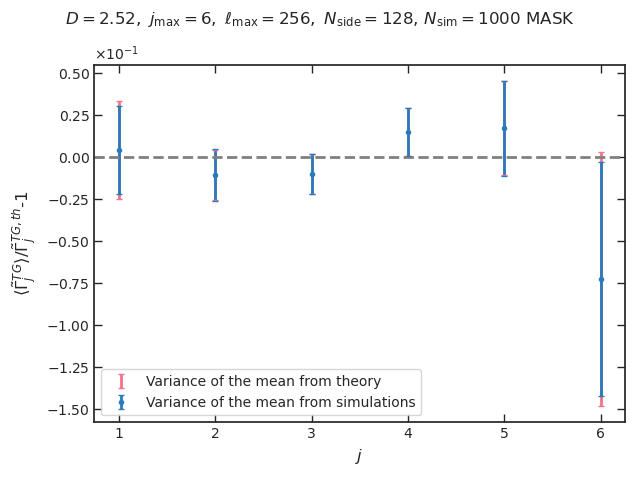 D = 2.52, j_max = 6, ℓ_max = 256, N_side = 128, N_sim = 1000 MASK
×10⁻¹
0.50
0.25
0.00
−0.25
−0.50
−0.75
−1.00
−1.25
−1.50
⟨Γ̃_j^{TG}⟩/Γ̃_j^{TG, th}-1
Variance of the mean from theory
Variance of the mean from simulations
1 2 3 4 5 6
j